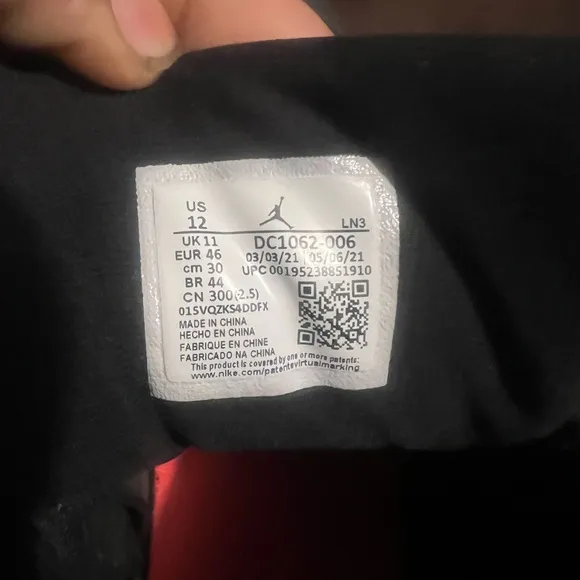 US
12
LN3
UK 11
DC1062-006
EUR 46
03/03/21 | 05/06/21
cm 30
UPC 00195238851910
BR 44
CN 300(2.5)
015VQZKS4DDFX
MADE IN CHINA
HECHO EN CHINA
FABRIQUE EN CHINE
FABRICADO NA CHINA
This product is covered by one or more patents:
www.nike.com/patentsvirtualmarking